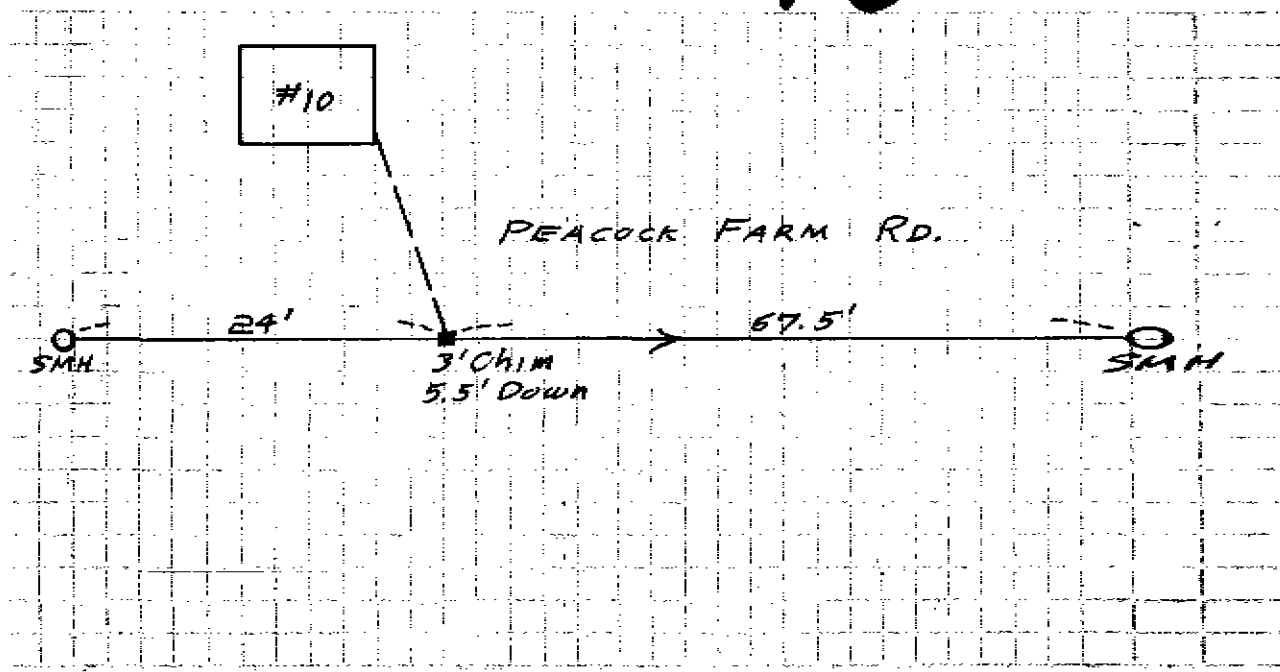 #10
PEACOCK FARM RD.
24'
67.5'
SMH
3' Chim
5.5' Down
SMH